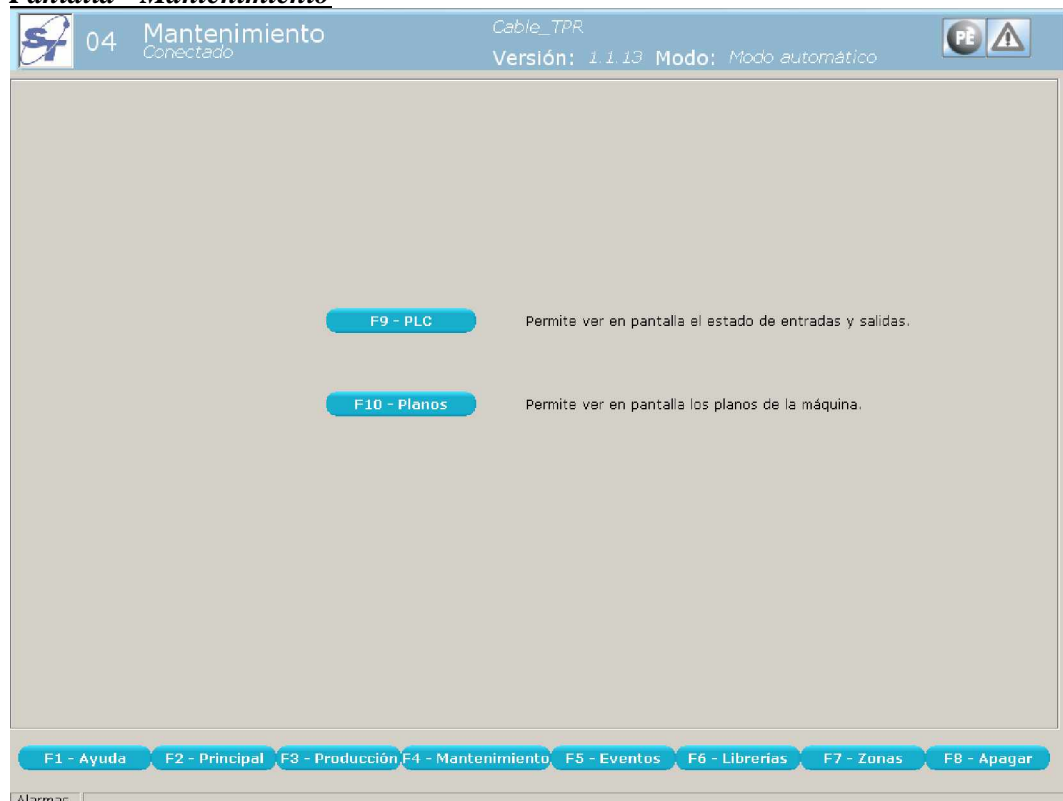 Pantalla "Mantenimiento"
ST
04
Mantenimiento
Conectado
Cable_TPR
Versión: 1.1.13 Modo: Modo automático
PÈ
F9 - PLC Permite ver en pantalla el estado de entradas y salidas.
F10 - Planos Permite ver en pantalla los planos de la máquina.
F1 - Ayuda F2 - Principal F3 - Producción F4 - Mantenimiento F5 - Eventos F6 - Librerias F7 - Zonas F8 - Apagar
Alarmas